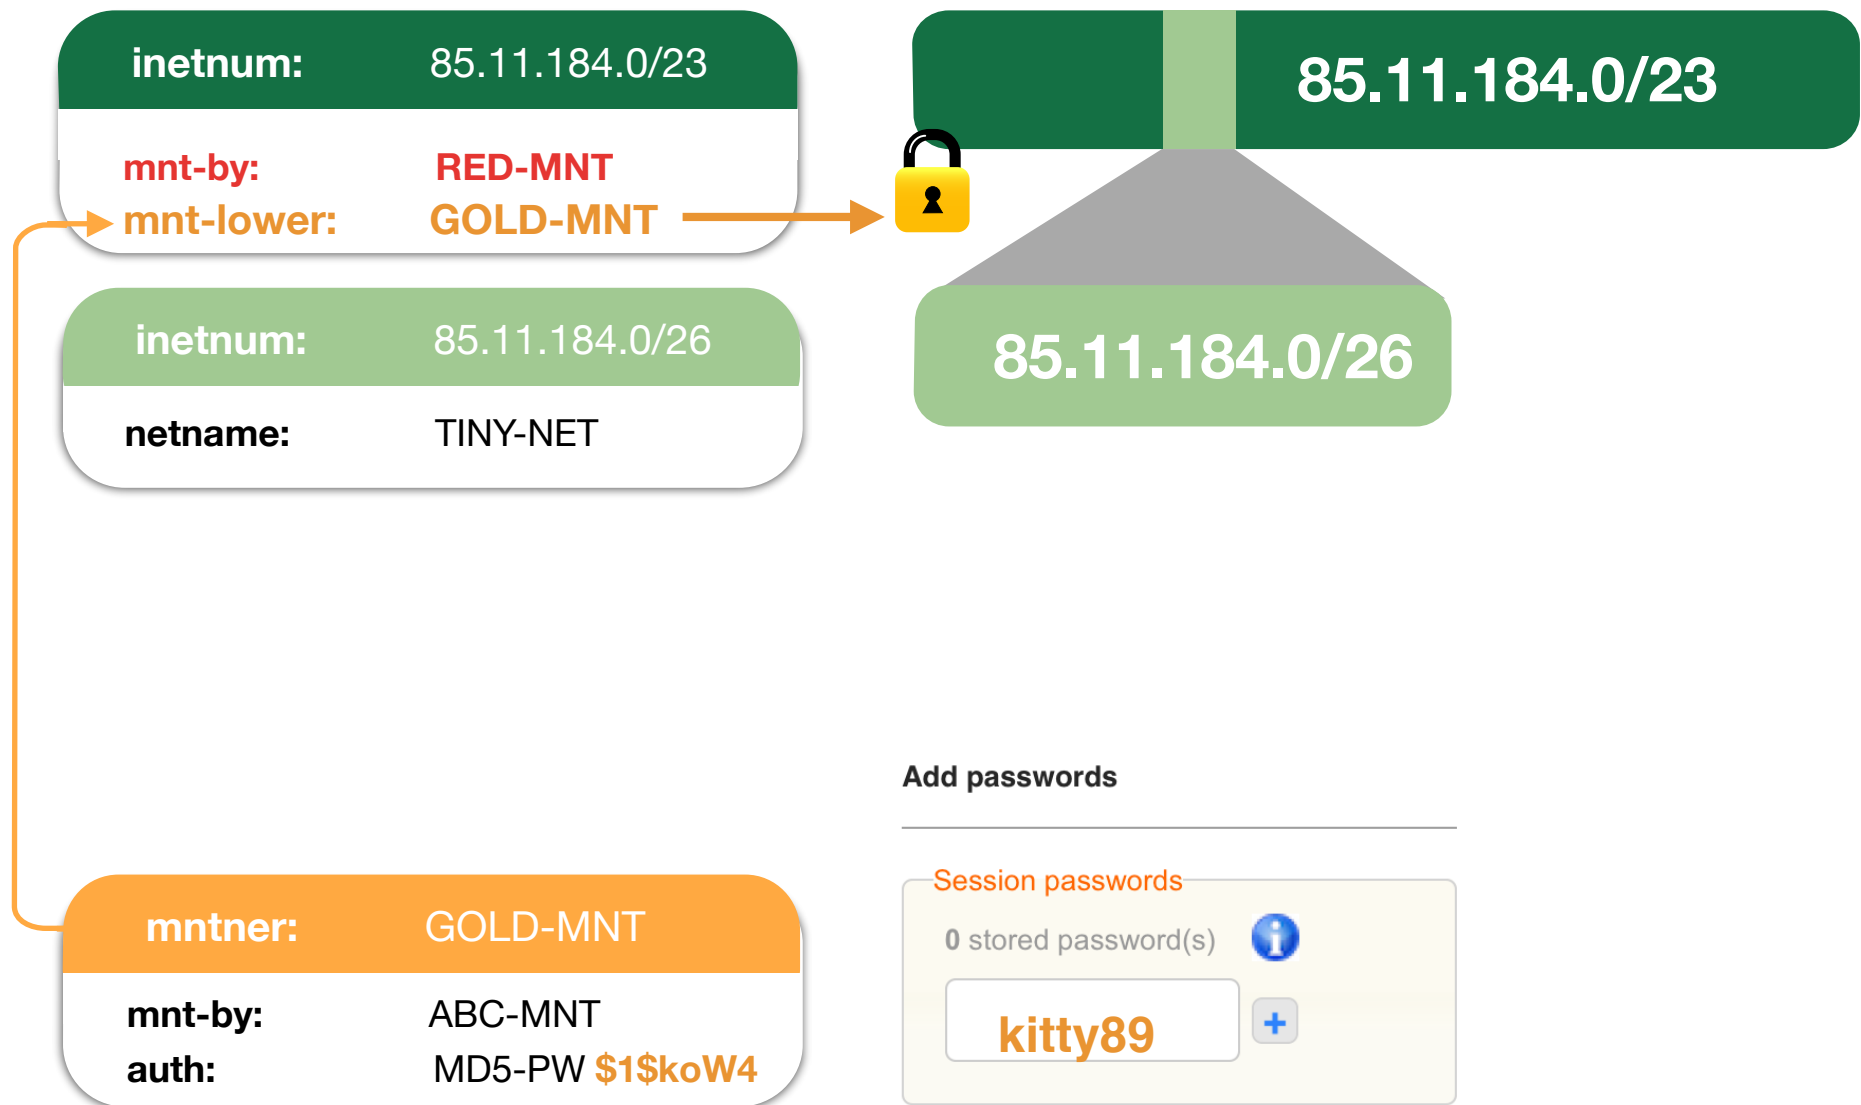 inetnum: 85.11.184.0/23
mnt-by: RED-MNT
mnt-lower: GOLD-MNT
85.11.184.0/23
inetnum: 85.11.184.0/26
netname: TINY-NET
85.11.184.0/26
mntner: GOLD-MNT
mnt-by: ABC-MNT
auth: MD5-PW $1$koW4
Add passwords
Session passwords
0 stored password(s)
i
kitty89
+